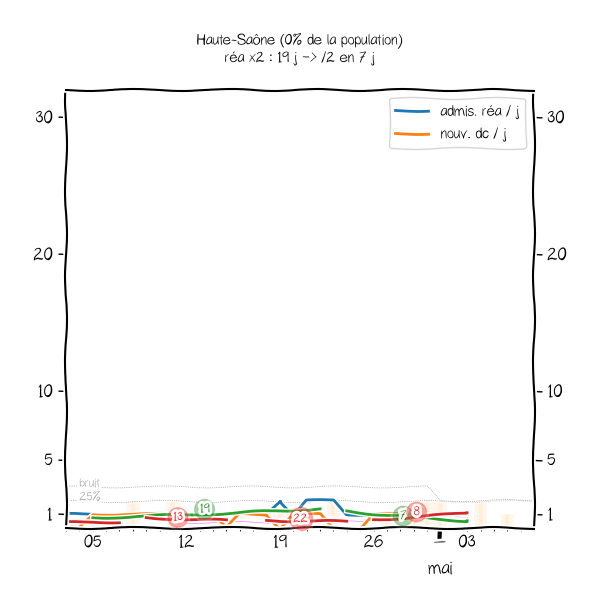 Haute-Saône (0% de la population)
réa x2 : 19 j -> /2 en 7 j
admis. réa / j
nouv. dc / j
30 30
20 20
10 10
5 5
bruit
25%
1 1
13 19 22 7 8
05 12 19 26 1 03
mai